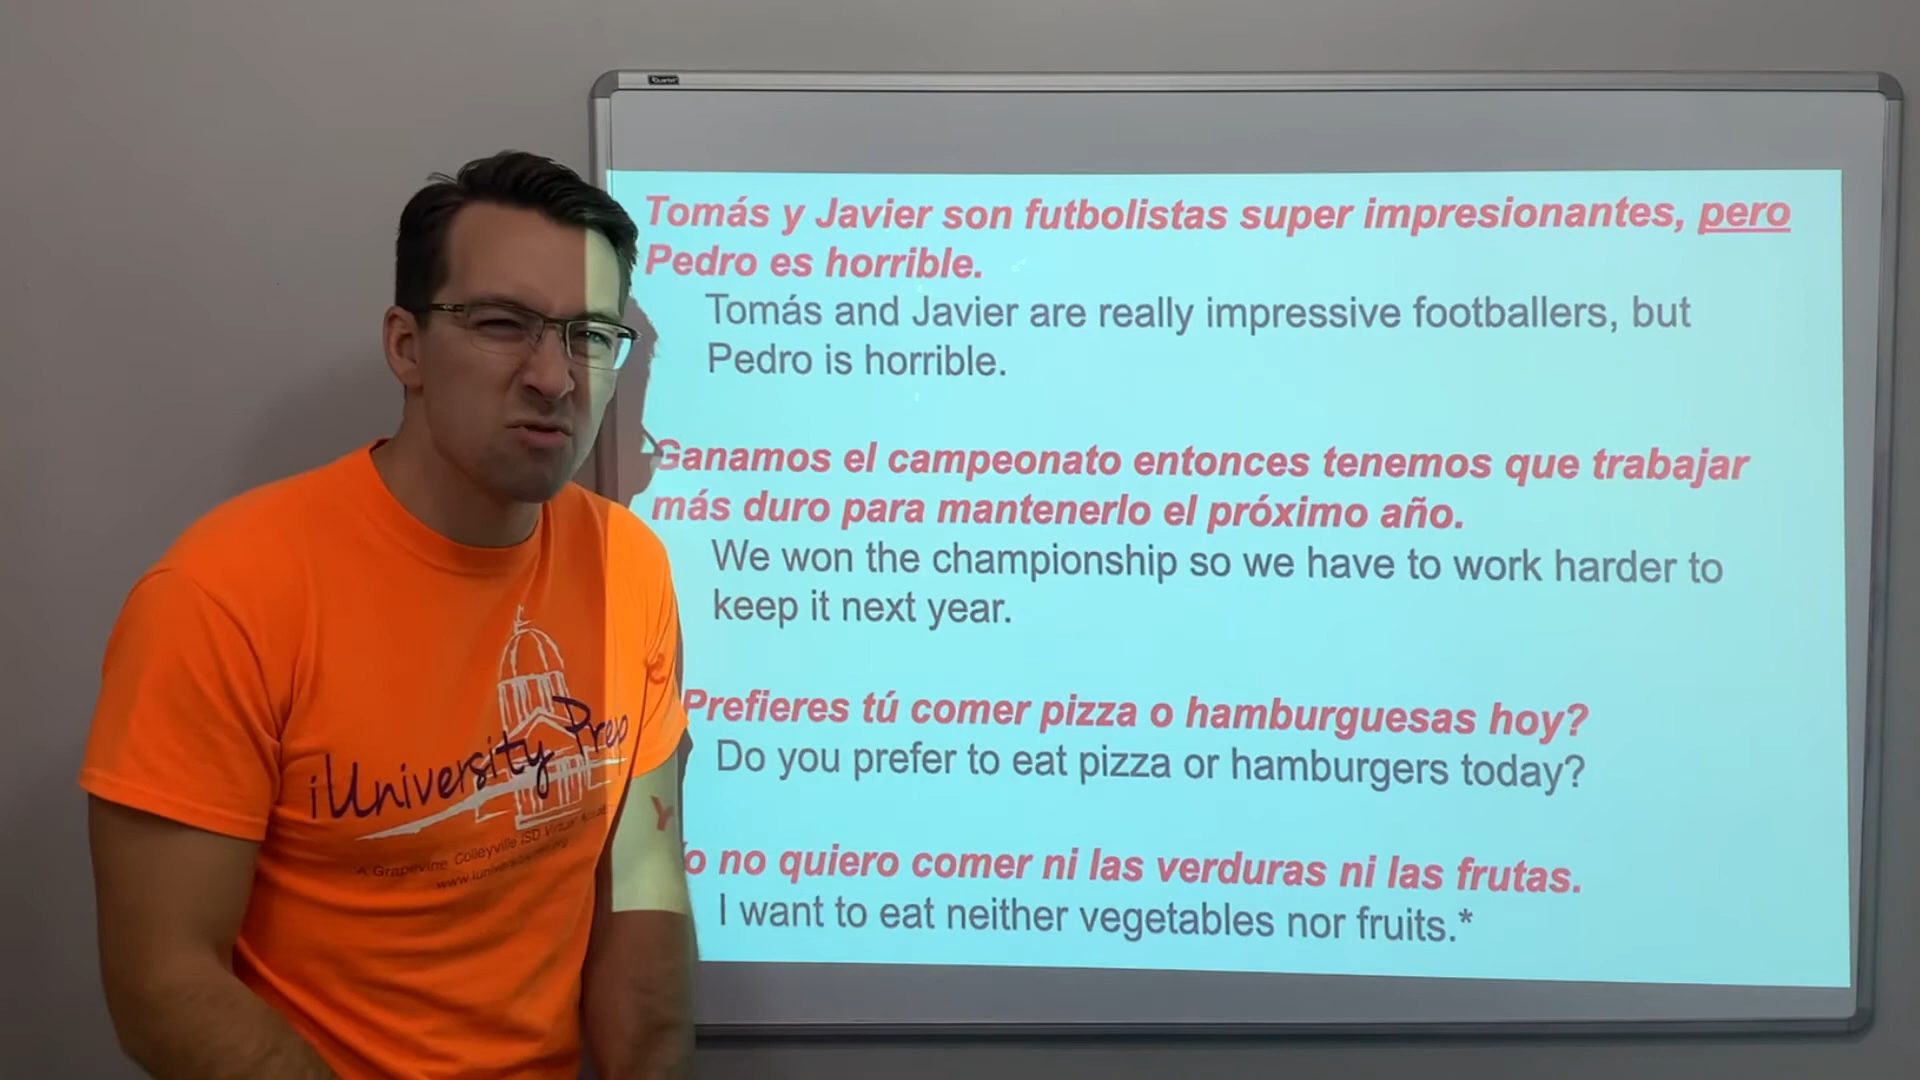 Tomás y Javier son futbolistas super impresionantes, pero
Pedro es horrible.
Tomás and Javier are really impressive footballers, but
Pedro is horrible.
Ganamos el campeonato entonces tenemos que trabajar
más duro para mantenerlo el próximo año.
We won the championship so we have to work harder to
keep it next year.
Prefieres tú comer pizza o hamburguesas hoy?
Do you prefer to eat pizza or hamburgers today?
Yo no quiero comer ni las verduras ni las frutas.
I want to eat neither vegetables nor fruits.*
iUniversity Prep
A Grapevine Colleyville ISD Virtual